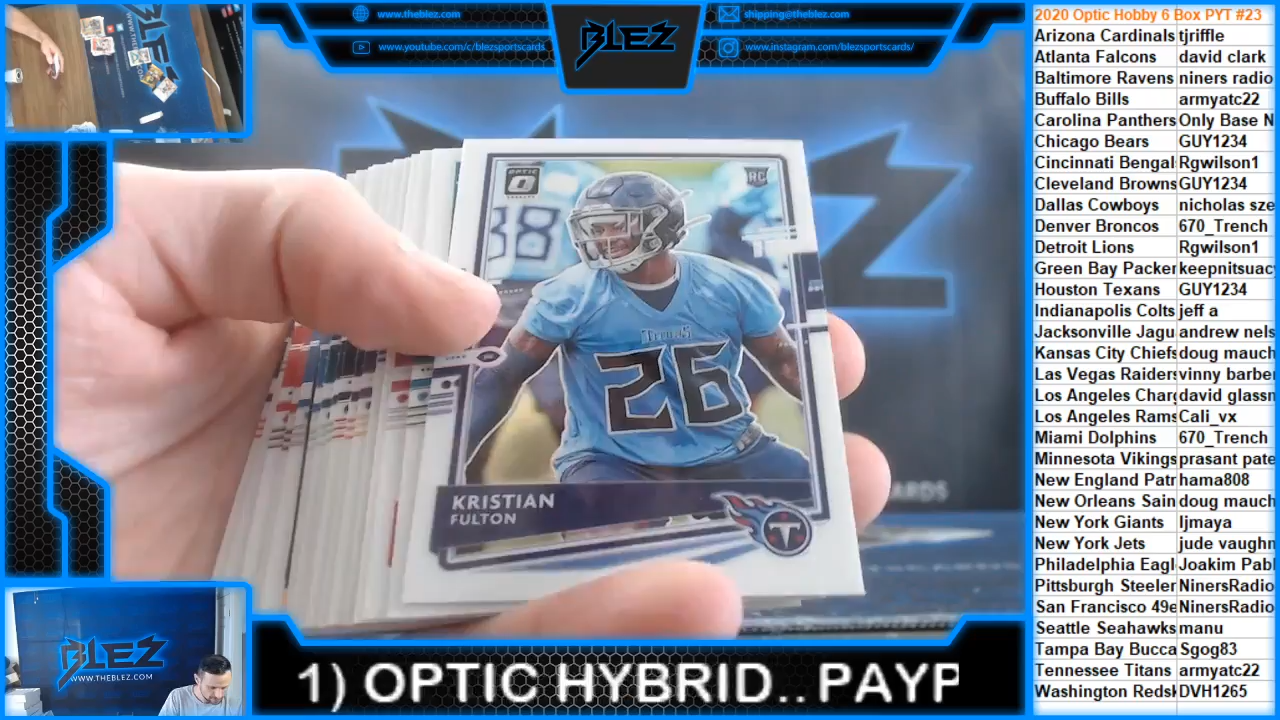 www.theblez.com
www.youtube.com/c/blezsportscards
BLEZ
shipping@theblez.com
www.instagram.com/blezsportscards/
2020 Optic Hobby 6 Box PYT #23
Arizona Cardinals tjriffle
Atlanta Falcons david clark
Baltimore Ravens niners radio
Buffalo Bills armyatc22
Carolina Panthers Only Base N
Chicago Bears GUY1234
Cincinnati Bengal Rgwilson1
Cleveland Browns GUY1234
Dallas Cowboys nicholas sze
Denver Broncos 670_Trench
Detroit Lions Rgwilson1
Green Bay Packer keepnitsuac
Houston Texans GUY1234
Indianapolis Colts jeff a
Jacksonville Jagu andrew nels
Kansas City Chiefs doug mauch
Las Vegas Raiders vinny barbe
Los Angeles Charg david glassn
Los Angeles Rams Cali_vx
Miami Dolphins 670_Trench
Minnesota Vikings prasant pate
New England Patr hama808
New Orleans Sain doug mauch
New York Giants ljmaya
New York Jets jude vaughn
Philadelphia Eagl Joakim Pabl
Pittsburgh Steeler NinersRadio
San Francisco 49e NinersRadio
Seattle Seahawks manu
Tampa Bay Bucca Sgog83
Tennessee Titans armyatc22
Washington Redsk DVH1265
OPTIC
RC
38
TITANS
26
KRISTIAN
FULTON
T
ARDS
BLEZ
WWW.THEBLEZ.COM
1) OPTIC HYBRID.. PAYP